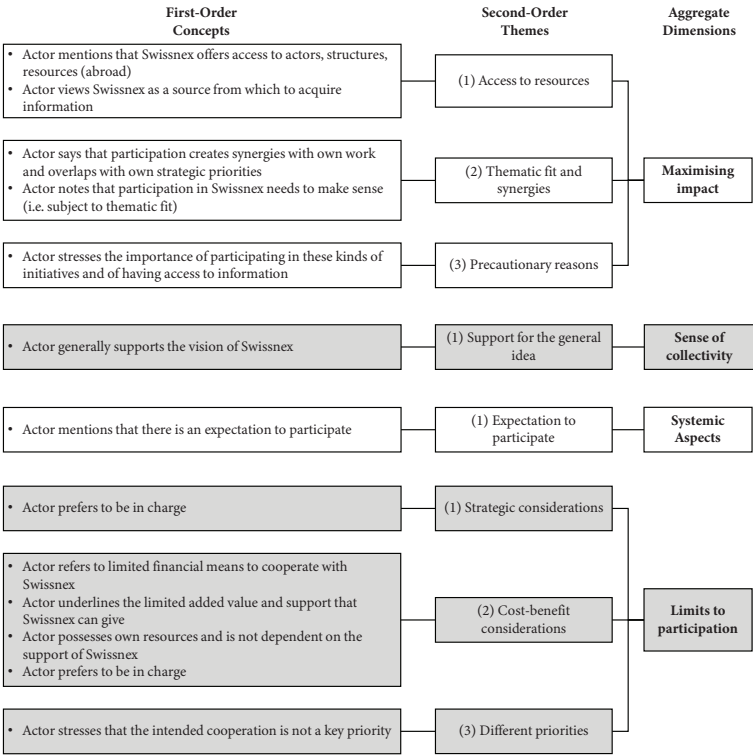 First-Order
Concepts
Second-Order
Themes
Aggregate
Dimensions
• Actor mentions that Swissnex offers access to actors, structures,
resources (abroad)
• Actor views Swissnex as a source from which to acquire
information
(1) Access to resources
• Actor says that participation creates synergies with own work
and overlaps with own strategic priorities
• Actor notes that participation in Swissnex needs to make sense
(i.e. subject to thematic fit)
(2) Thematic fit and
synergies
Maximising
impact
• Actor stresses the importance of participating in these kinds of
initiatives and of having access to information
(3) Precautionary reasons
• Actor generally supports the vision of Swissnex
(1) Support for the general
idea
Sense of
collectivity
• Actor mentions that there is an expectation to participate
(1) Expectation to
participate
Systemic
Aspects
• Actor prefers to be in charge
(1) Strategic considerations
• Actor refers to limited financial means to cooperate with
Swissnex
• Actor underlines the limited added value and support that
Swissnex can give
• Actor possesses own resources and is not dependent on the
support of Swissnex
• Actor prefers to be in charge
(2) Cost-benefit
considerations
Limits to
participation
• Actor stresses that the intended cooperation is not a key priority
(3) Different priorities